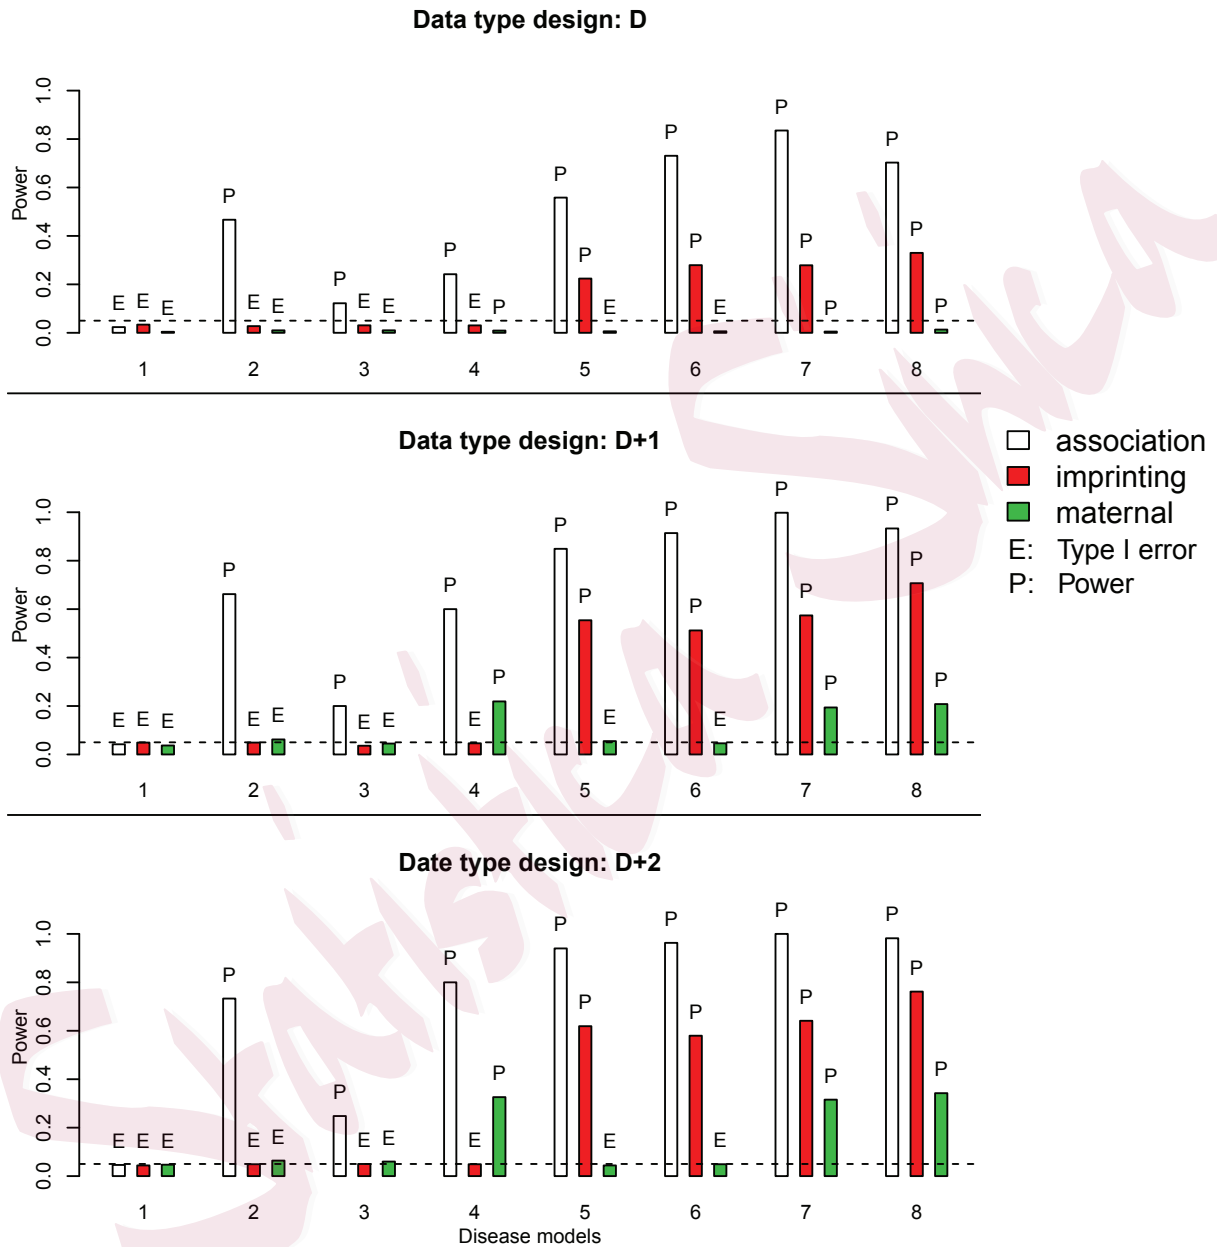 Data type design: D
Power
0.0 0.2 0.4 0.6 0.8 1.0
E E E P E E P E E P E P P P E P P E P P P P P P
1 2 3 4 5 6 7 8
Data type design: D+1
Power
0.0 0.2 0.4 0.6 0.8 1.0
E E E P E E P E E P E P P P E P P E P P P P P P
1 2 3 4 5 6 7 8
association
imprinting
maternal
E: Type I error
P: Power
Date type design: D+2
Power
0.0 0.2 0.4 0.6 0.8 1.0
E E E P E E P E E P E P P P E P P E P P P P P P
1 2 3 4 5 6 7 8
Disease models
Statistica Sinica